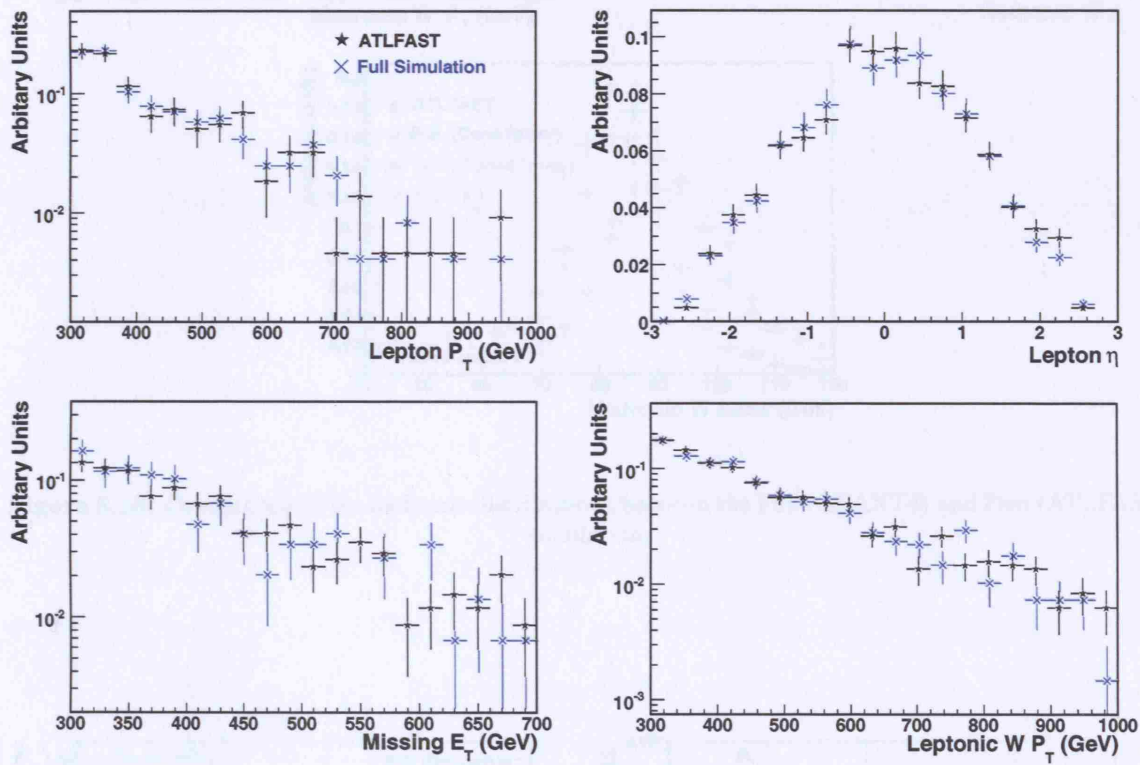 Arbitary Units
10⁻¹
10⁻²
300 400 500 600 700 800 900 1000
Lepton P_T (GeV)
ATLFAST
Full Simulation
Arbitary Units
0.1
0.08
0.06
0.04
0.02
0
-3 -2 -1 0 1 2 3
Lepton η
Arbitary Units
10⁻¹
10⁻²
300 350 400 450 500 550 600 650 700
Missing E_T (GeV)
Arbitary Units
10⁻¹
10⁻²
10⁻³
300 400 500 600 700 800 900 1000
Leptonic W P_T (GeV)